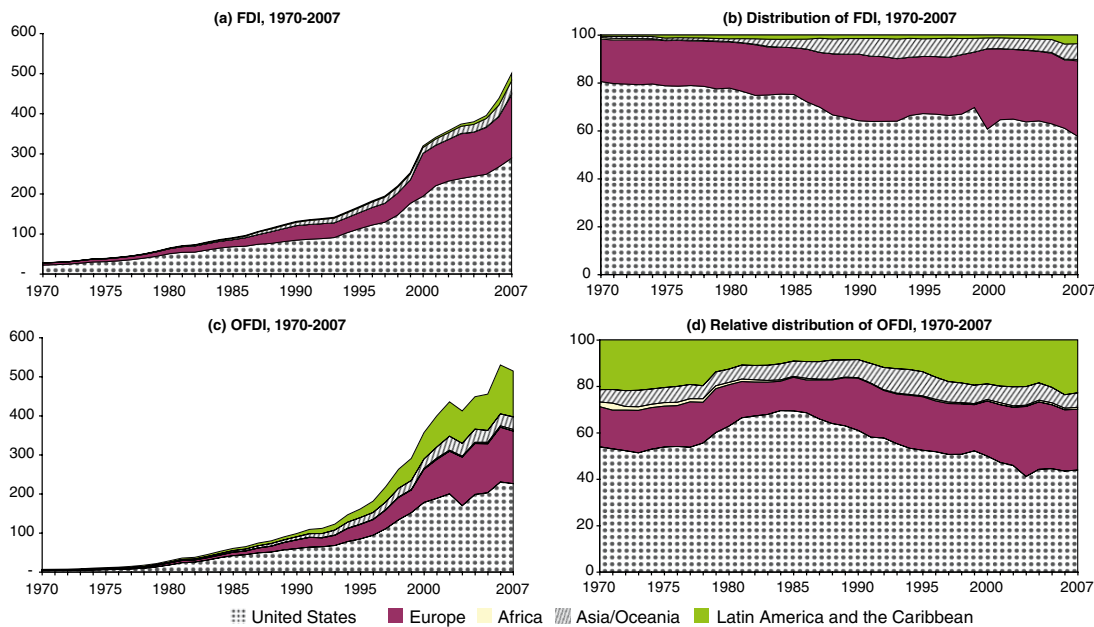 (a) FDI, 1970-2007
600
500
400
300
200
100
-
1970 1975 1980 1985 1990 1995 2000 2007
(b) Distribution of FDI, 1970-2007
100
80
60
40
20
0
1970 1975 1980 1985 1990 1995 2000 2007
(c) OFDI, 1970-2007
600
500
400
300
200
100
-
1970 1975 1980 1985 1990 1995 2000 2007
(d) Relative distribution of OFDI, 1970-2007
100
80
60
40
20
0
1970 1975 1980 1985 1990 1995 2000 2007
United States Europe Africa Asia/Oceania Latin America and the Caribbean